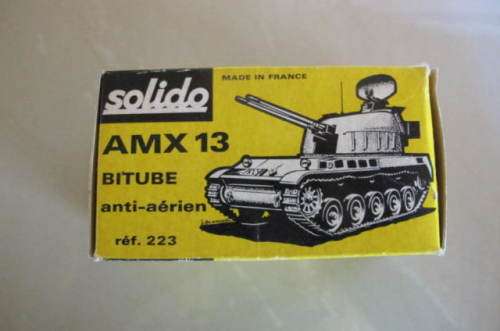 solido
MADE IN FRANCE
AMX 13
BITUBE
anti-aérien
réf. 223